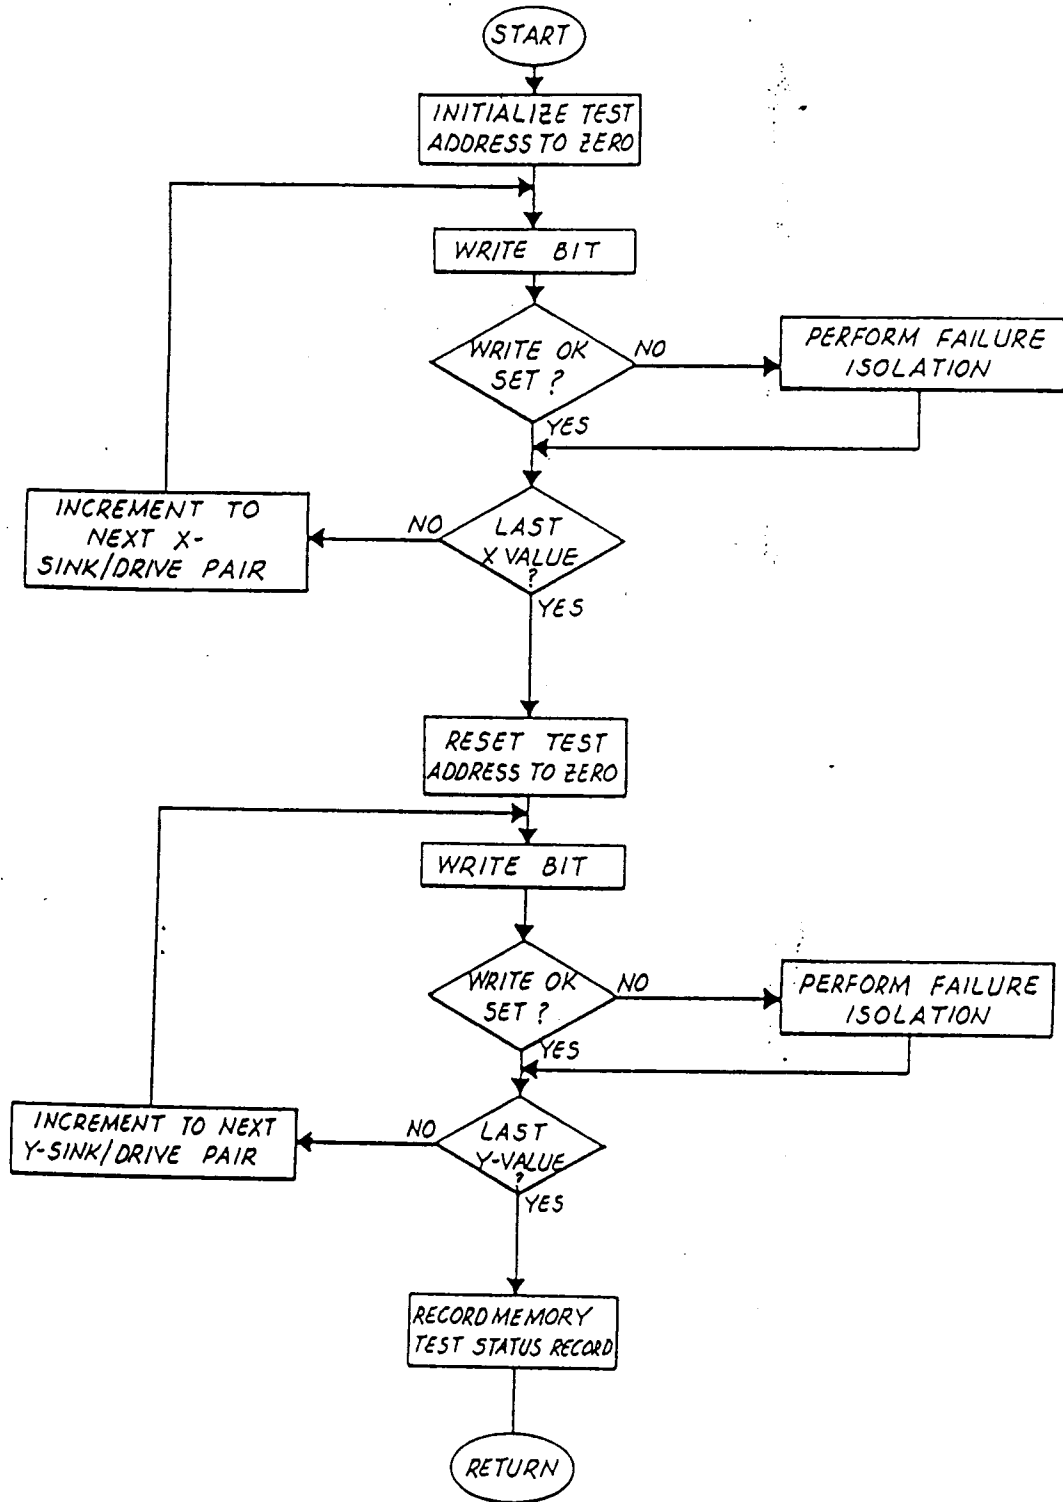 START
INITIALIZE TEST
ADDRESS TO ZERO
WRITE BIT
WRITE OK
SET ?
NO
PERFORM FAILURE
ISOLATION
YES
LAST
X VALUE
?
NO
INCREMENT TO
NEXT X-
SINK/DRIVE PAIR
YES
RESET TEST
ADDRESS TO ZERO
WRITE BIT
WRITE OK
SET ?
NO
PERFORM FAILURE
ISOLATION
YES
LAST
Y-VALUE
?
NO
INCREMENT TO NEXT
Y-SINK/DRIVE PAIR
YES
RECORD MEMORY
TEST STATUS RECORD
RETURN